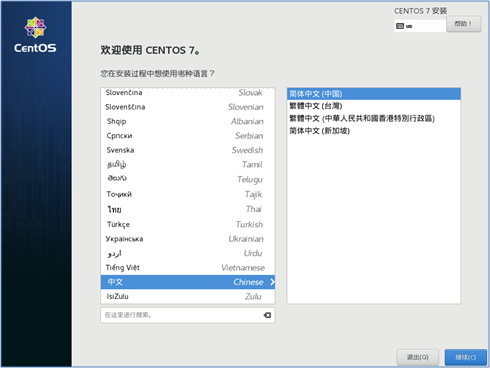 CENTOS 7 安装
us
帮助！
CentOS
欢迎使用 CENTOS 7。
您在安装过程中想使用哪种语言？
Slovenčina Slovak
Slovenščina Slovenian
Shqip Albanian
Српски Serbian
Svenska Swedish
தமிழ் Tamil
తెలుగు Telugu
Тоҷикӣ Tajik
ไทย Thai
Türkçe Turkish
Українська Ukrainian
اردو Urdu
Tiếng Việt Vietnamese
中文 Chinese
IsiZulu Zulu
简体中文 (中国)
繁體中文 (台灣)
繁體中文 (中華人民共和國香港特別行政區)
简体中文 (新加坡)
在这里进行搜索。
退出(Q)
继续(C)